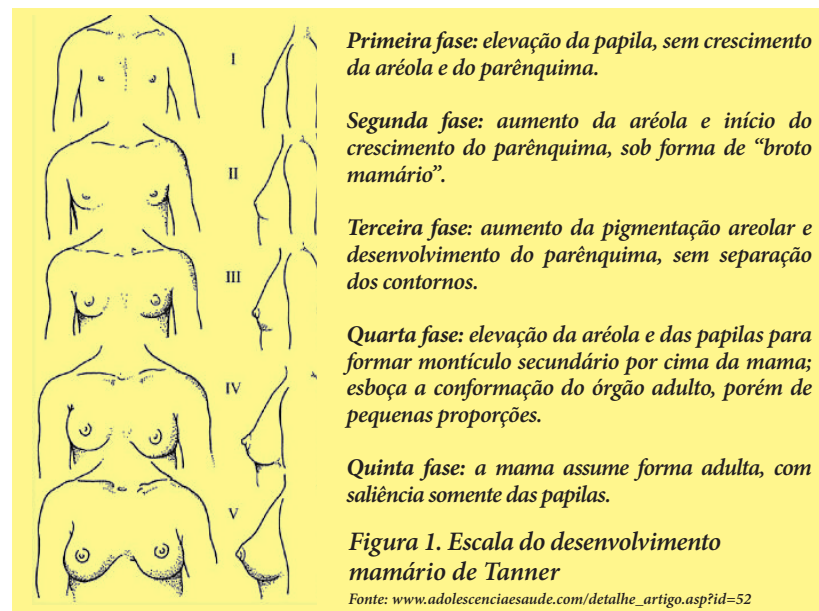 I
II
III
IV
V
Primeira fase: elevação da papila, sem crescimento
da aréola e do parênquima.
Segunda fase: aumento da aréola e início do
crescimento do parênquima, sob forma de “broto
mamário”.
Terceira fase: aumento da pigmentação areolar e
desenvolvimento do parênquima, sem separação
dos contornos.
Quarta fase: elevação da aréola e das papilas para
formar montículo secundário por cima da mama;
esboça a conformação do órgão adulto, porém de
pequenas proporções.
Quinta fase: a mama assume forma adulta, com
saliência somente das papilas.
Figura 1. Escala do desenvolvimento
mamário de Tanner
Fonte: www.adolescenciaesaude.com/detalhe_artigo.asp?id=52